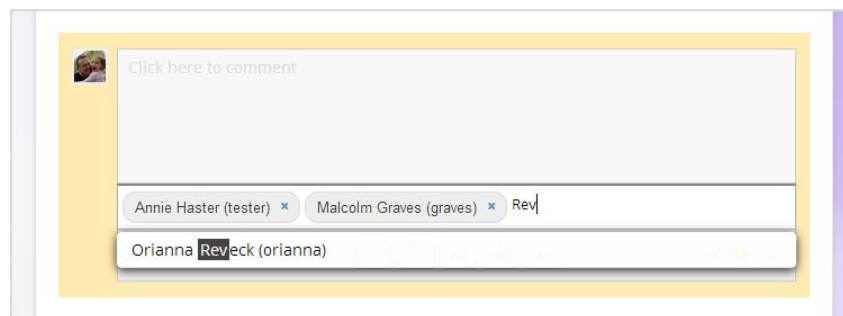 Click here to comment
Annie Haster (tester) × Malcolm Graves (graves) × Rev
Orianna Reveck (orianna)